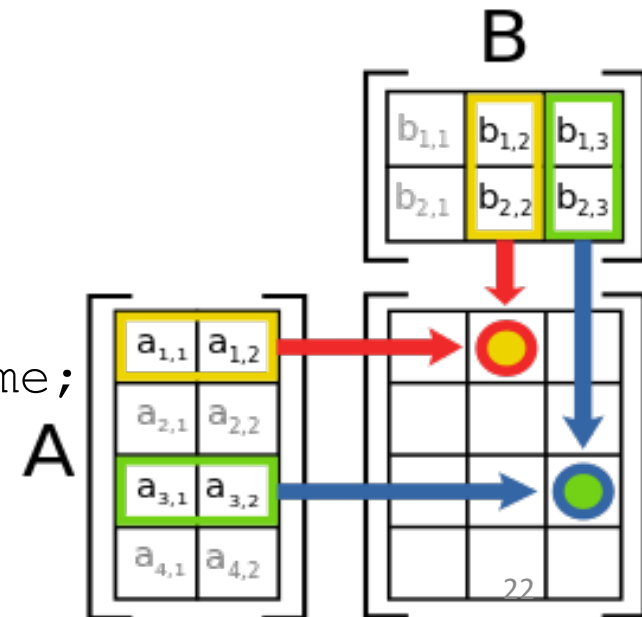 B
b1,1 b1,2 b1,3
b2,1 b2,2 b2,3
me;
A
a1,1 a1,2
a2,1 a2,2
a3,1 a3,2
a4,1 a4,2
22